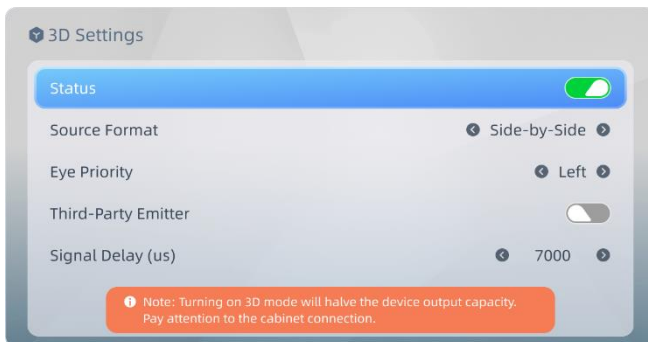 3D Settings
Status
Source Format Side-by-Side
Eye Priority Left
Third-Party Emitter
Signal Delay (us) 7000
Note: Turning on 3D mode will halve the device output capacity.
Pay attention to the cabinet connection.